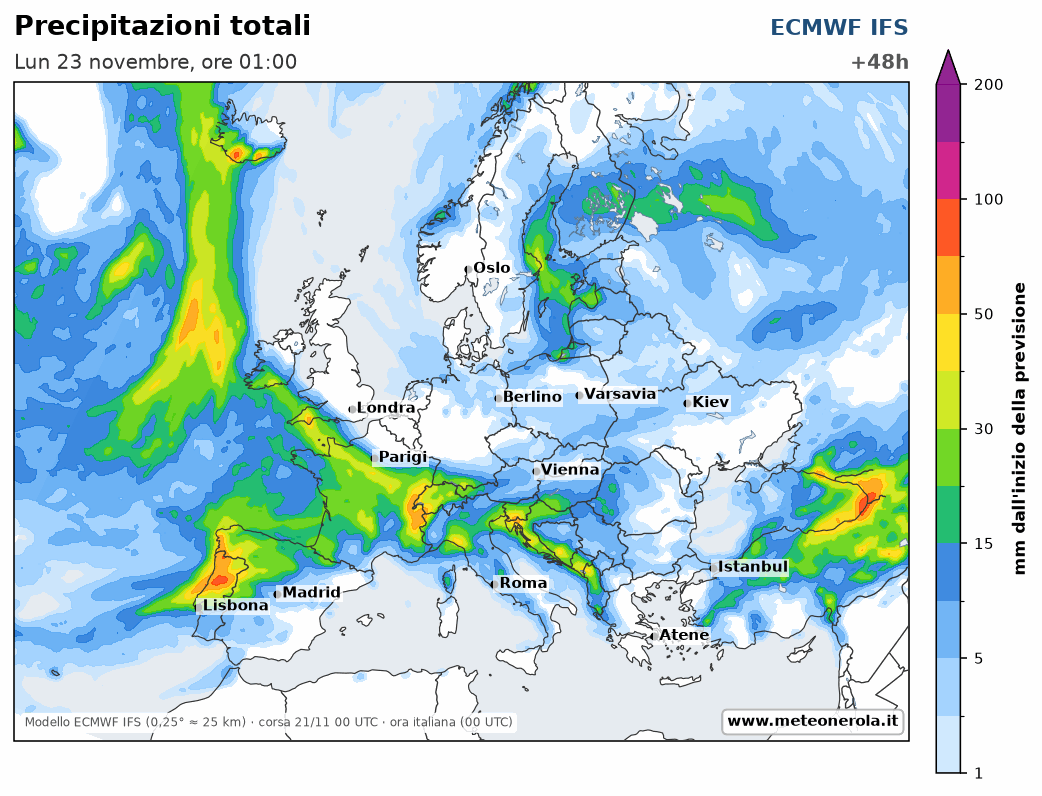 Precipitazioni totali
ECMWF IFS
Lun 23 novembre, ore 01:00
+48h
200
100
50
30
15
5
1
mm dall'inizio della previsione
Oslo
Berlino
Varsavia
Kiev
Londra
Parigi
Vienna
Istanbul
Roma
Madrid
Lisbona
Atene
Modello ECMWF IFS (0,25° ≈ 25 km) · corsa 21/11 00 UTC · ora italiana (00 UTC)
www.meteonerola.it